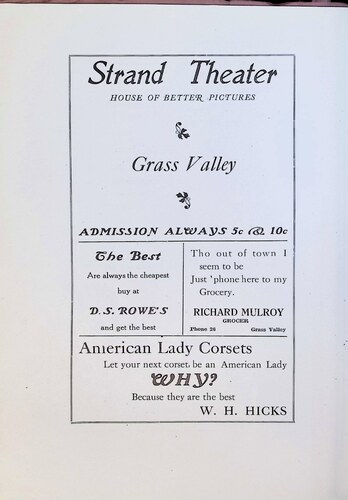 Strand Theater
HOUSE OF BETTER PICTURES
Grass Valley
ADMISSION ALWAYS 5c & 10c
The Best
Are always the cheapest
buy at
D. S. ROWE'S
and get the best
Tho out of town I
seem to be
Just 'phone here to my
Grocery.
RICHARD MULROY
GROCER
Phone 26 Grass Valley
American Lady Corsets
Let your next corset be an American Lady
WHY?
Because they are the best
W. H. HICKS